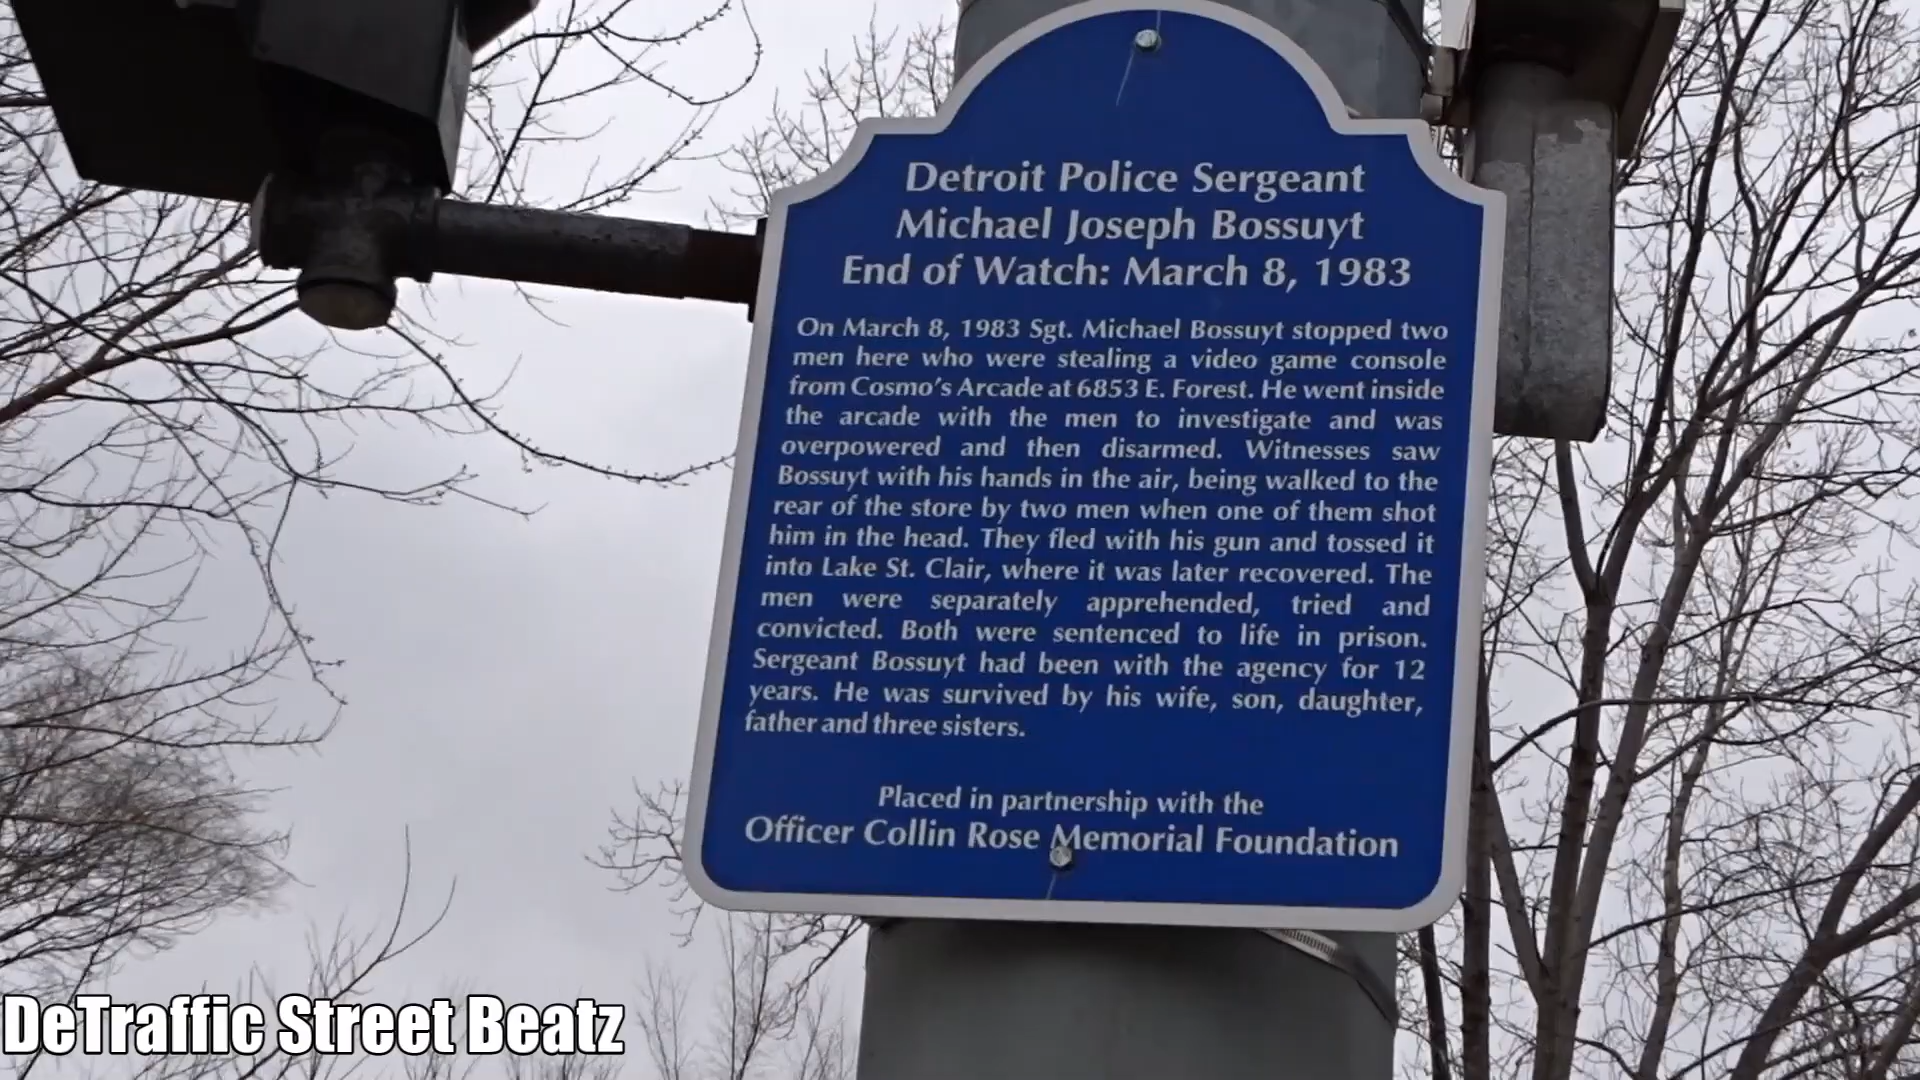 Detroit Police Sergeant
Michael Joseph Bossuyt
End of Watch: March 8, 1983
On March 8, 1983 Sgt. Michael Bossuyt stopped two
men here who were stealing a video game console
from Cosmo's Arcade at 6853 E. Forest. He went inside
the arcade with the men to investigate and was
overpowered and then disarmed. Witnesses saw
Bossuyt with his hands in the air, being walked to the
rear of the store by two men when one of them shot
him in the head. They fled with his gun and tossed it
into Lake St. Clair, where it was later recovered. The
men were separately apprehended, tried and
convicted. Both were sentenced to life in prison.
Sergeant Bossuyt had been with the agency for 12
years. He was survived by his wife, son, daughter,
father and three sisters.
Placed in partnership with the
Officer Collin Rose Memorial Foundation
DeTraffic Street Beatz